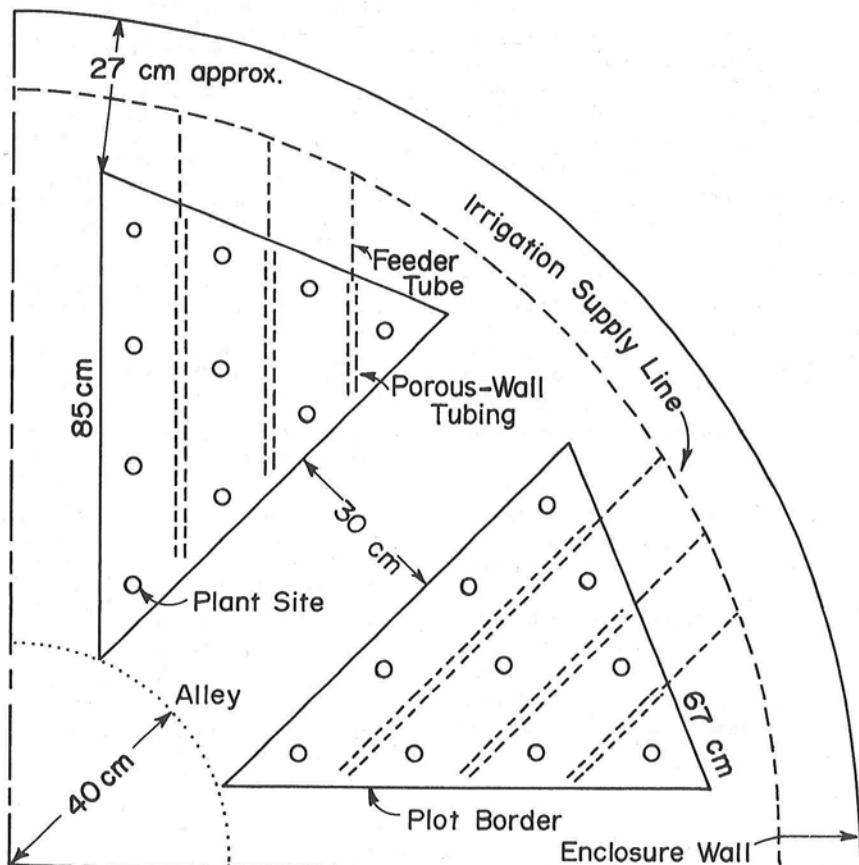 27 cm approx.
Irrigation Supply Line
Feeder
Tube
Porous-Wall
Tubing
85 cm
30 cm
Plant Site
Alley
40 cm
67 cm
Plot Border
Enclosure Wall